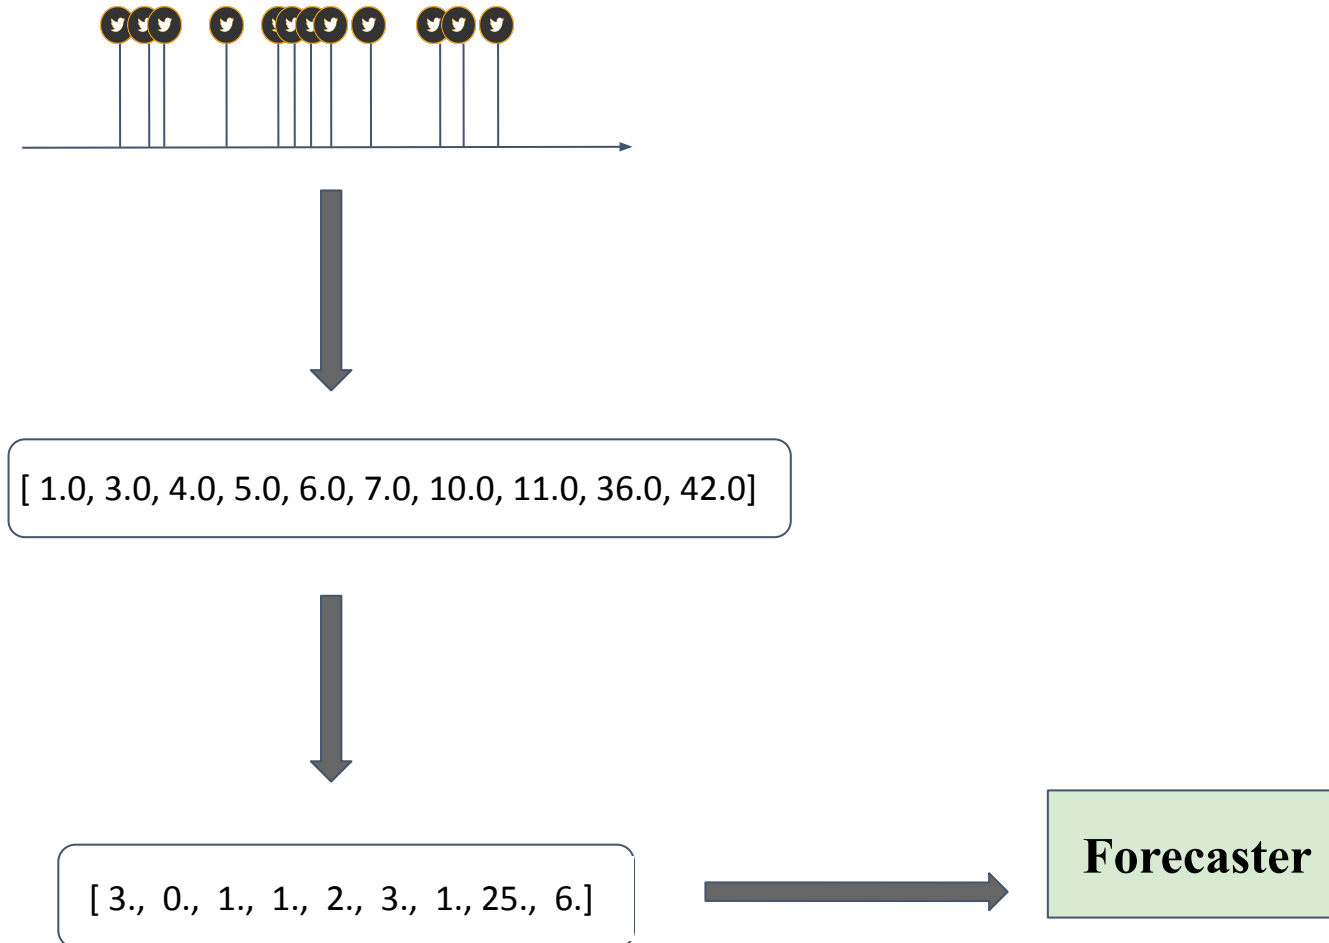 [ 1.0, 3.0, 4.0, 5.0, 6.0, 7.0, 10.0, 11.0, 36.0, 42.0]
[ 3., 0., 1., 1., 2., 3., 1., 25., 6.]
Forecaster